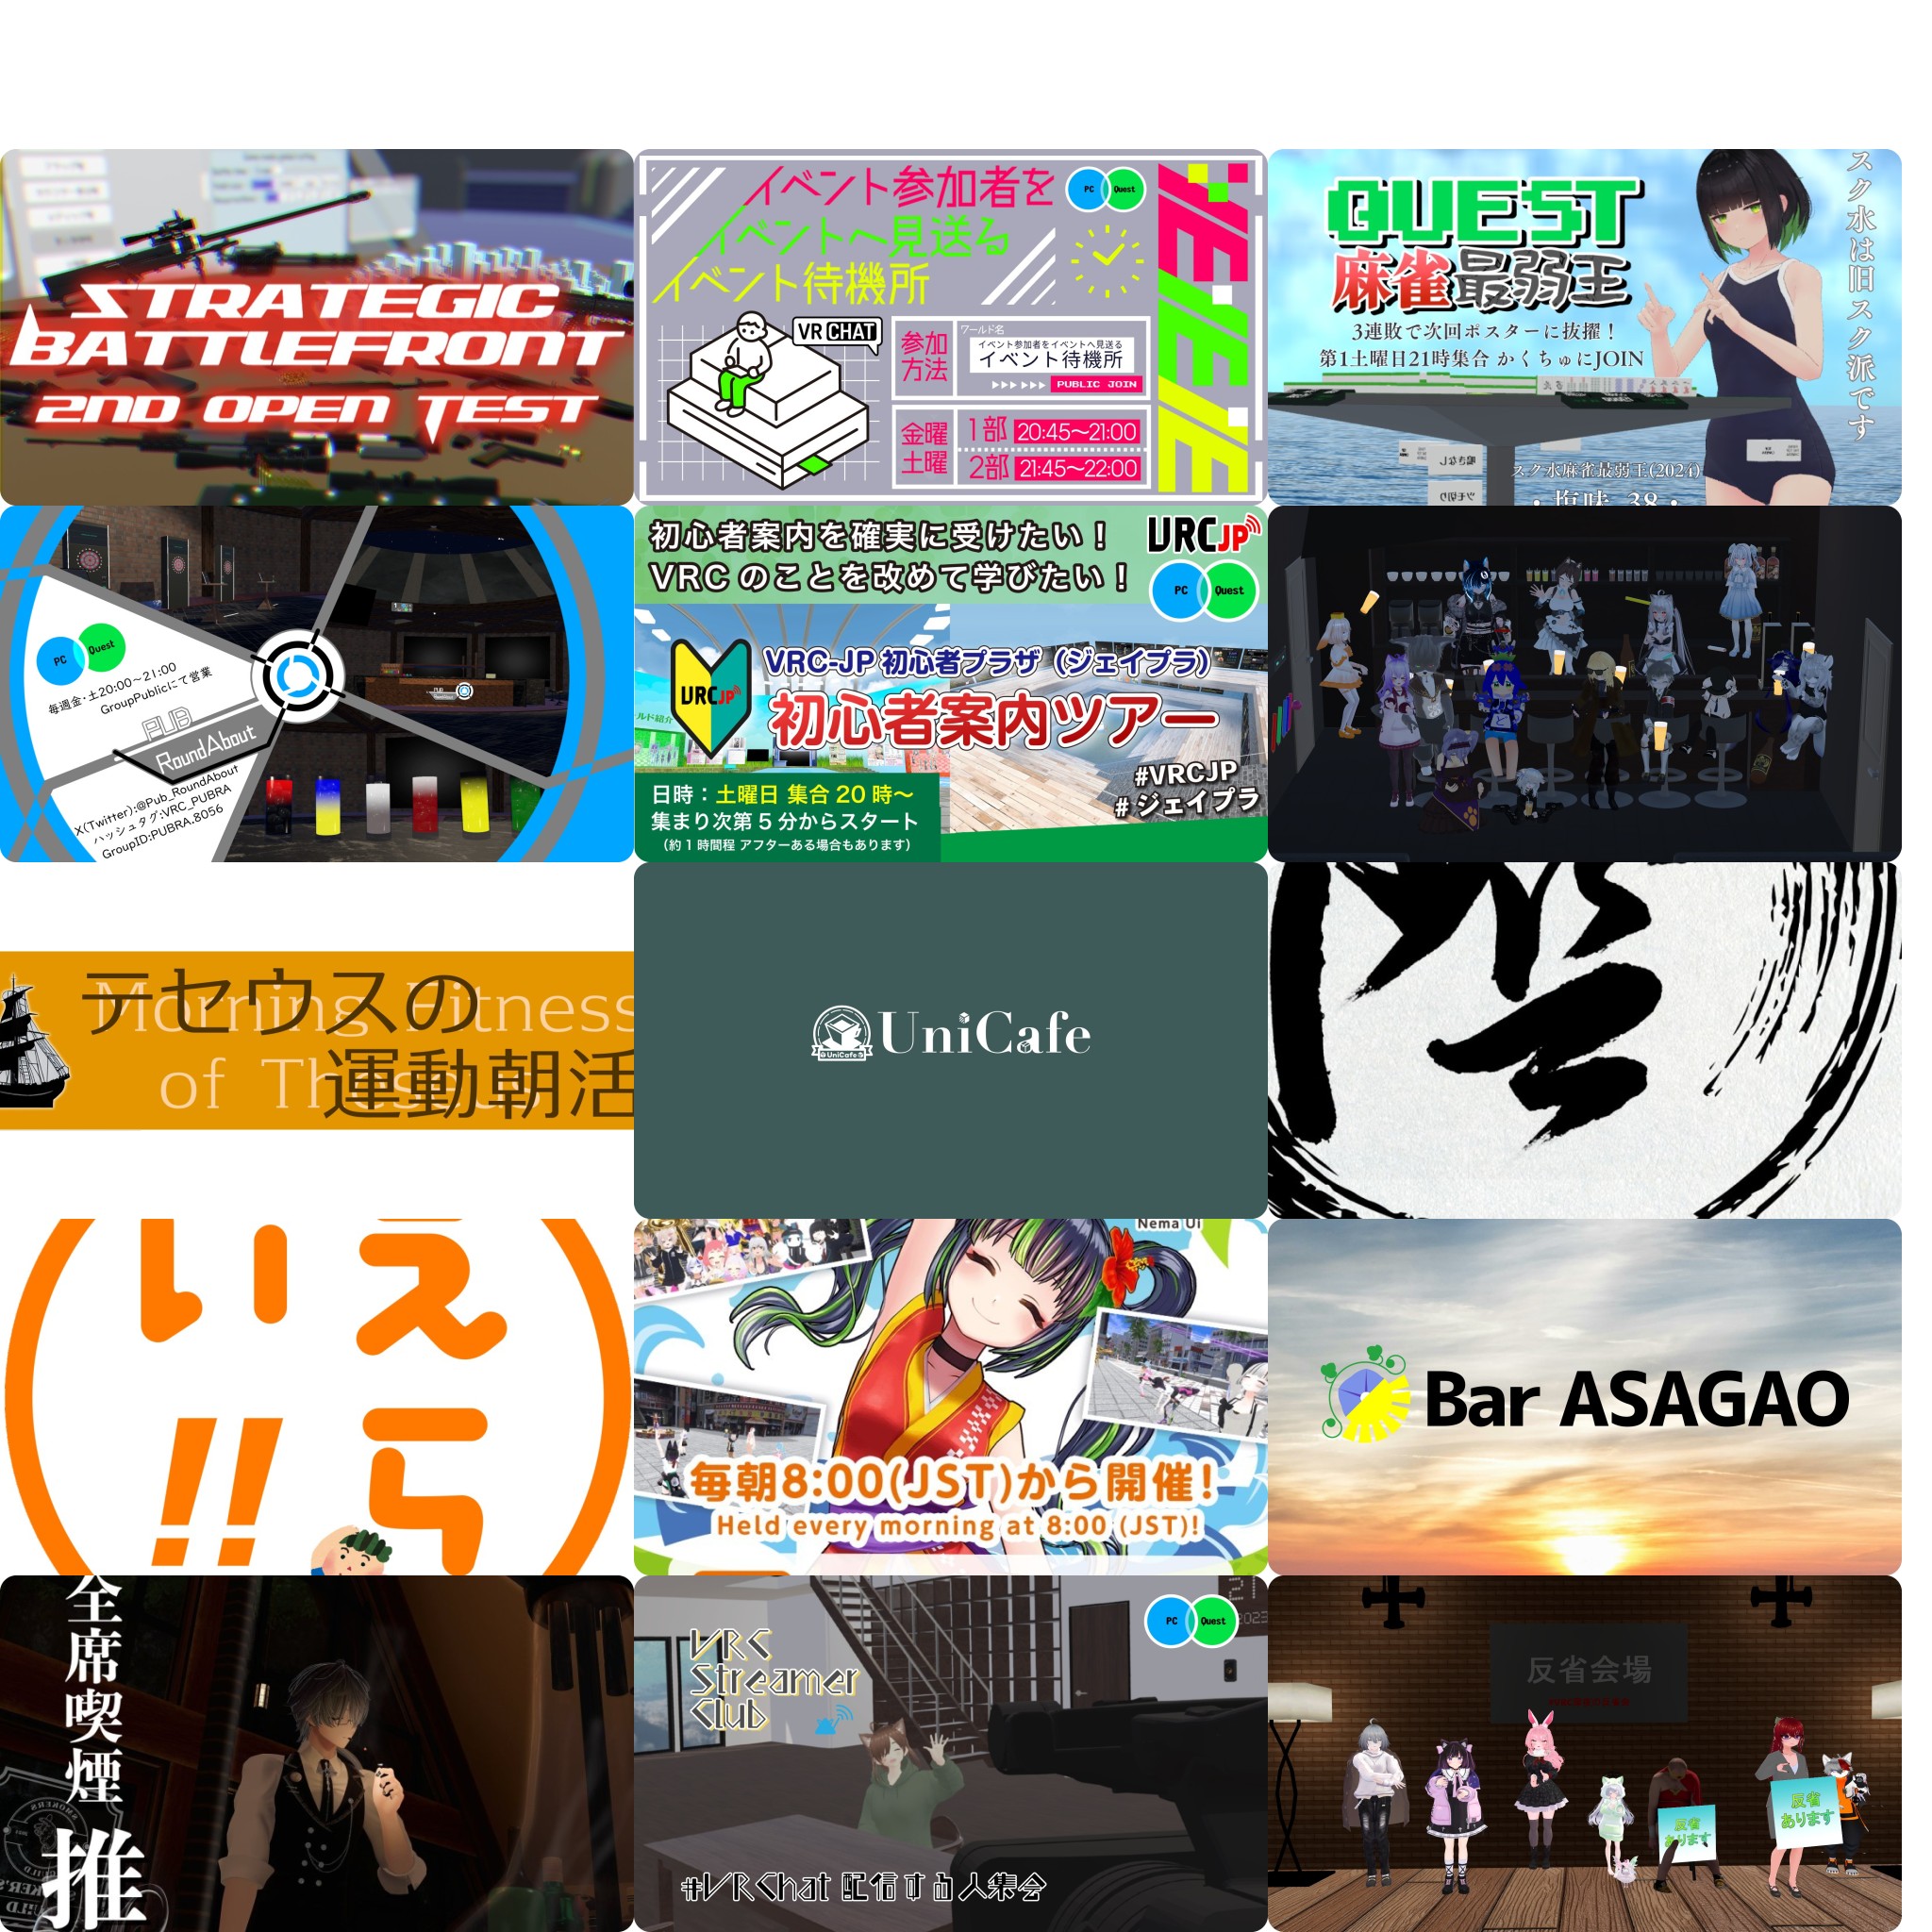 STRATEGIC
BATTLEFRONT
2ND OPEN TEST
イベント参加者を
イベントへ見送る
イベント待機所
PC
Quest
VRCHAT
参加
方法
ワールド名
イベント参加者をイベントへ見送る
イベント待機所
PUBLIC JOIN
金曜
土曜
1部 20:45〜21:00
2部 21:45〜22:00
QUEST
麻雀最弱王
3連敗で次回ポスターに抜擢！
第1土曜日21時集合 かくちゅにJOIN
スク水は旧スク派です
スク水麻雀最弱王(2024)
PC
Quest
毎週金・土20:00〜21:00
GroupPublicにて営業
PUB
RoundAbout
X(Twitter):@Pub_RoundAbout
ハッシュタグ:VRC_PUBRA
GroupID:PUBRA.8056
初心者案内を確実に受けたい！
VRCのことを改めて学びたい！
VRCJP
PC
Quest
VRCJP
VRC-JP 初心者プラザ（ジェイプラ）
初心者案内ツアー
#VRCJP
#ジェイプラ
日時：土曜日 集合 20 時〜
集まり次第 5 分からスタート
（約 1 時間程 アフターある場合もあります）
テセウスの
運動朝活
Morning Fitness
of Theseus
UniCafe
UniCafe
えら
い
!!
Nema Ui
毎朝8:00(JST)から開催!
Held every morning at 8:00 (JST)!
Bar ASAGAO
全席喫煙
推
VRC
Streamer
Club
PC
Quest
2023
#VRChat配信する人集会
反省会場
反省
あります
反省
あります